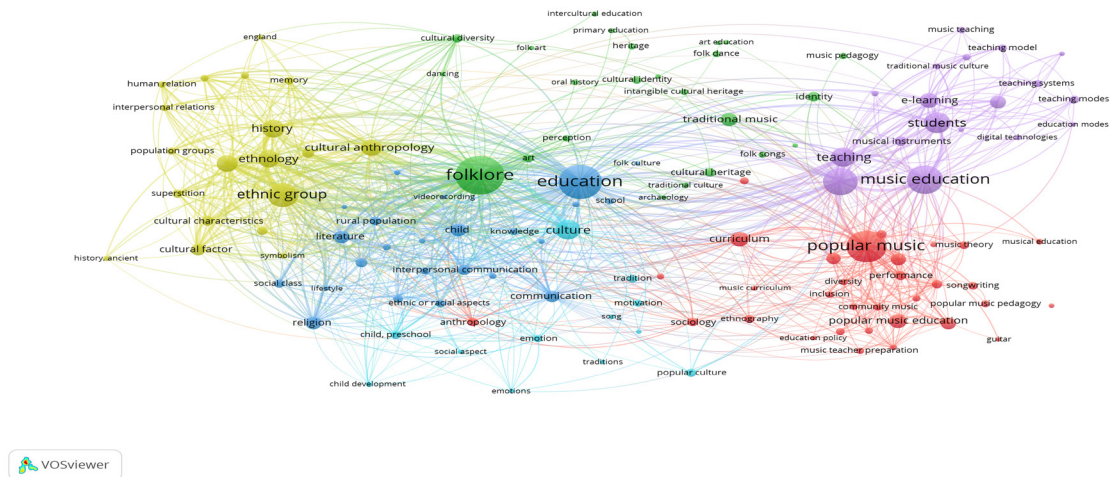 intercultural education
primary education
england
cultural diversity
folk art
heritage
art education
folk dance
music pedagogy
music teaching
teaching model
traditional music culture
human relation
memory
dancing
oral history
cultural identity
intangible cultural heritage
identity
e-learning
teaching systems
teaching modes
interpersonal relations
history
traditional music
students
education modes
digital technologies
musical instruments
perception
population groups
ethnology
cultural anthropology
art
folk culture
folk songs
teaching
superstition
ethnic group
folklore
education
cultural heritage
traditional culture
music education
videorecording
school
archaeology
cultural characteristics
rural population
child
knowledge
culture
literature
curriculum
popular music
music theory
musical education
cultural factor
history, ancient
symbolism
interpersonal communication
social class
lifestyle
tradition
music curriculum
diversity
performance
songwriting
ethnic or racial aspects
communication
motivation
inclusion
community music
popular music pedagogy
religion
anthropology
song
sociology
ethnography
popular music education
child, preschool
emotion
education policy
guitar
social aspect
music teacher preparation
traditions
popular culture
child development
emotions
VOSviewer